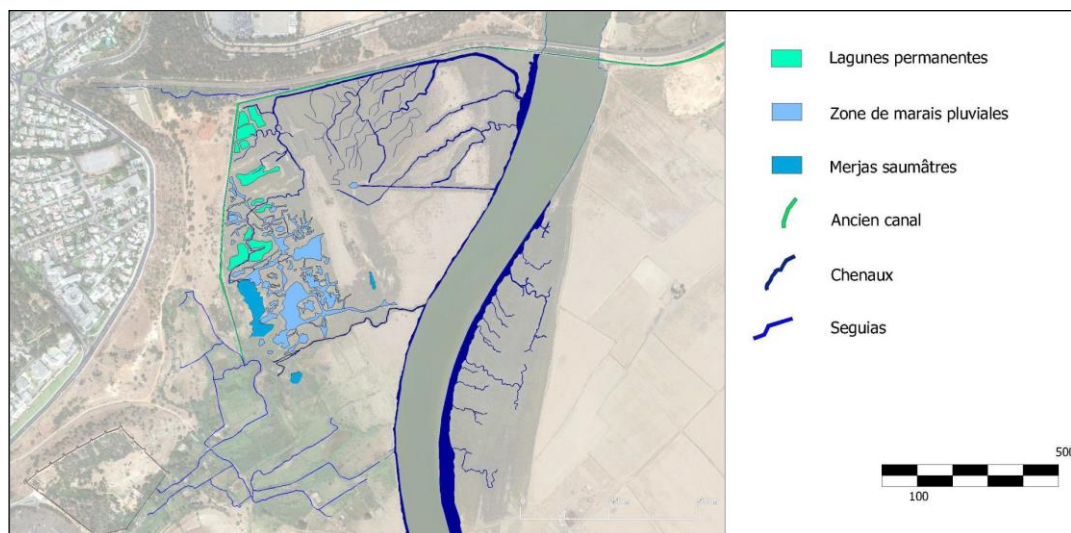 Lagunes permanentes
Zone de marais pluviales
Merjas saumâtres
Ancien canal
Chenaux
Seguias
500
100